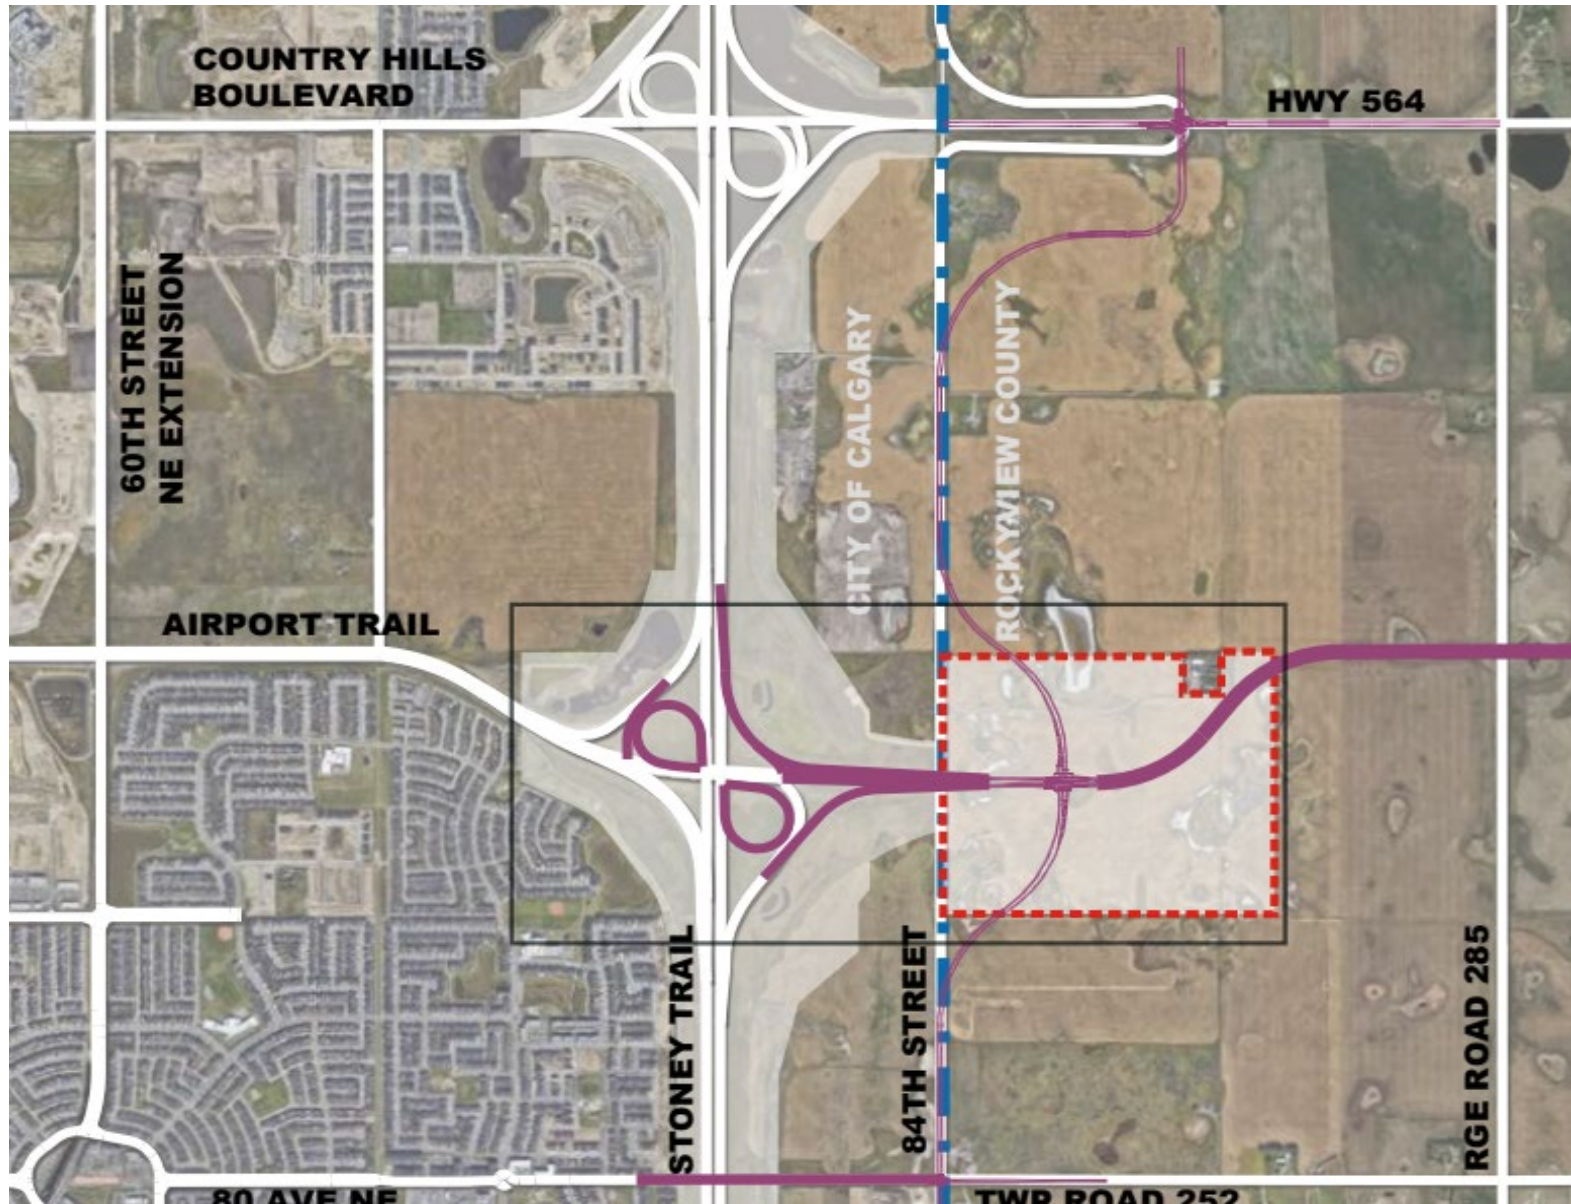 COUNTRY HILLS
BOULEVARD
HWY 564
60TH STREET
NE EXTENSION
CITY OF CALGARY
ROCKYVIEW COUNTY
AIRPORT TRAIL
STONEY TRAIL
84TH STREET
RGE ROAD 285
80 AVE NE
TWP ROAD 252